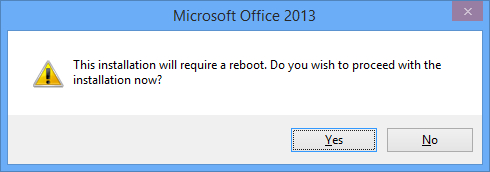 Microsoft Office 2013
This installation will require a reboot. Do you wish to proceed with the
installation now?
Yes
No